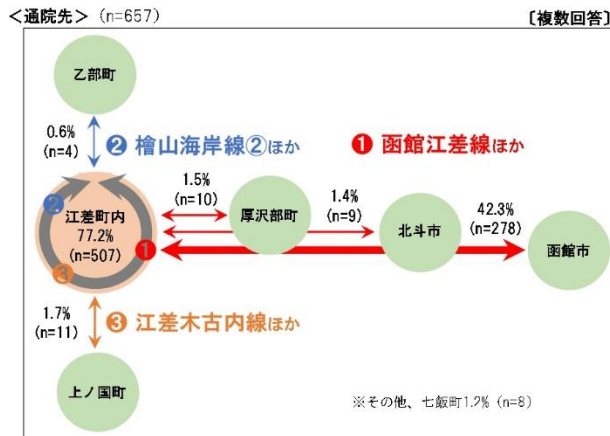 ＜通院先＞ (n=657)
〔複数回答〕
乙部町
0.6%
(n=4)
❷ 檜山海岸線②ほか
❶ 函館江差線ほか
❷
江差町内
77.2%
(n=507)
❶
❸
1.5%
(n=10)
厚沢部町
1.4%
(n=9)
北斗市
42.3%
(n=278)
函館市
1.7%
(n=11)
❸ 江差木古内線ほか
上ノ国町
※その他、七飯町1.2% (n=8)